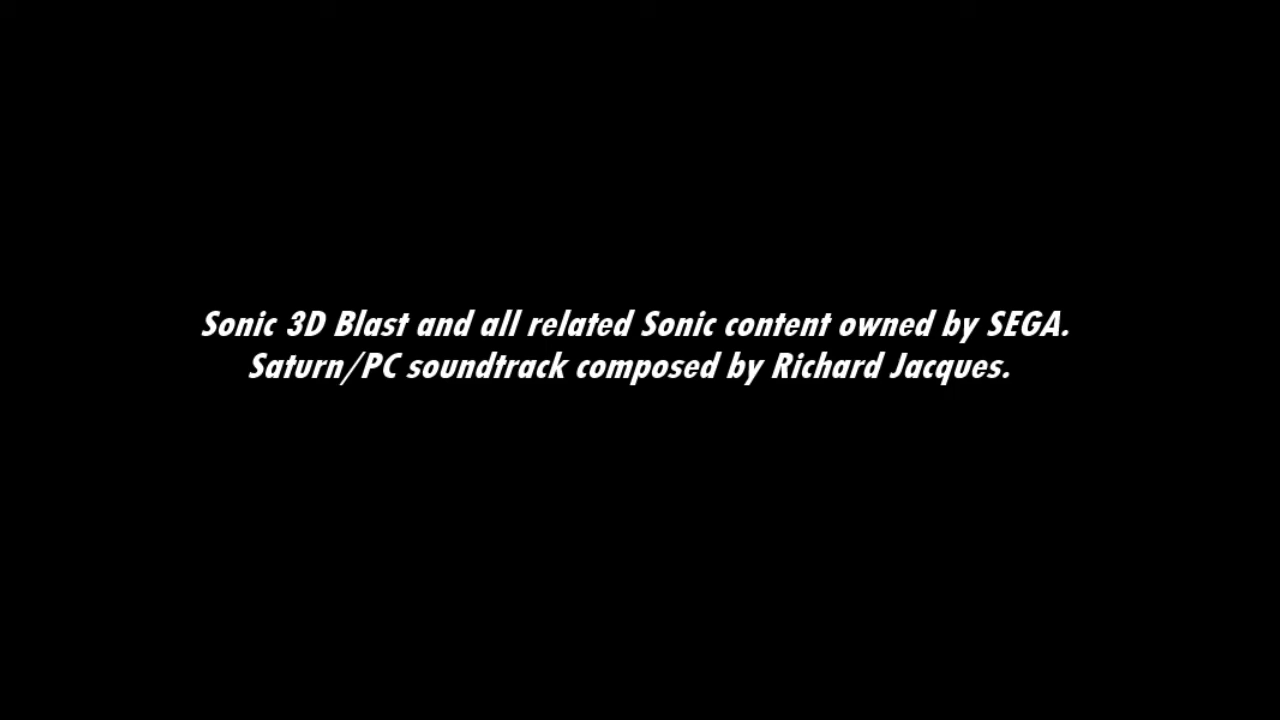 Sonic 3D Blast and all related Sonic content owned by SEGA.
Saturn/PC soundtrack composed by Richard Jacques.